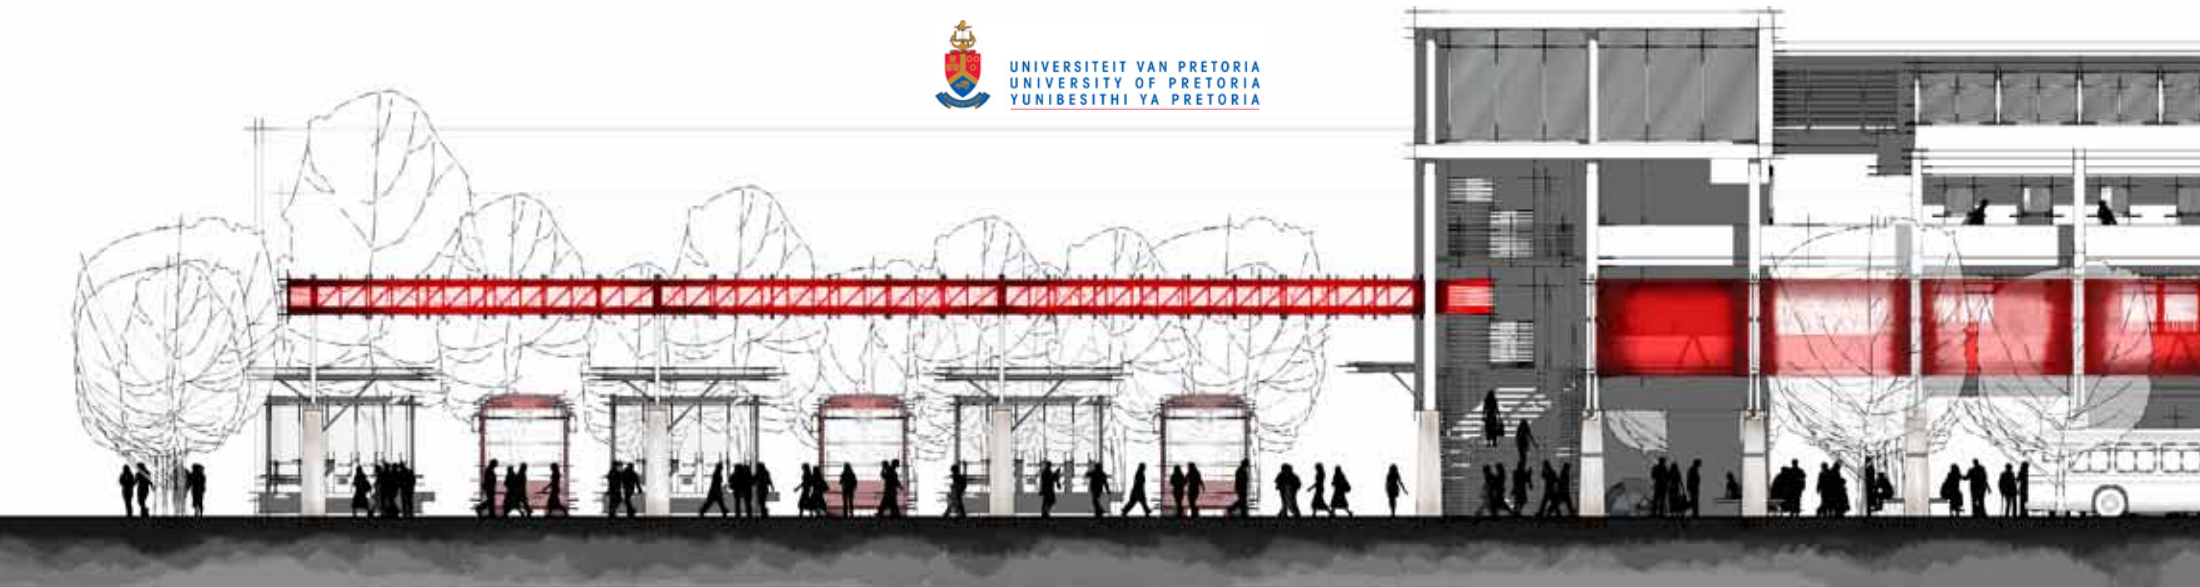 UNIVERSITEIT VAN PRETORIA
UNIVERSITY OF PRETORIA
YUNIBESITHI YA PRETORIA